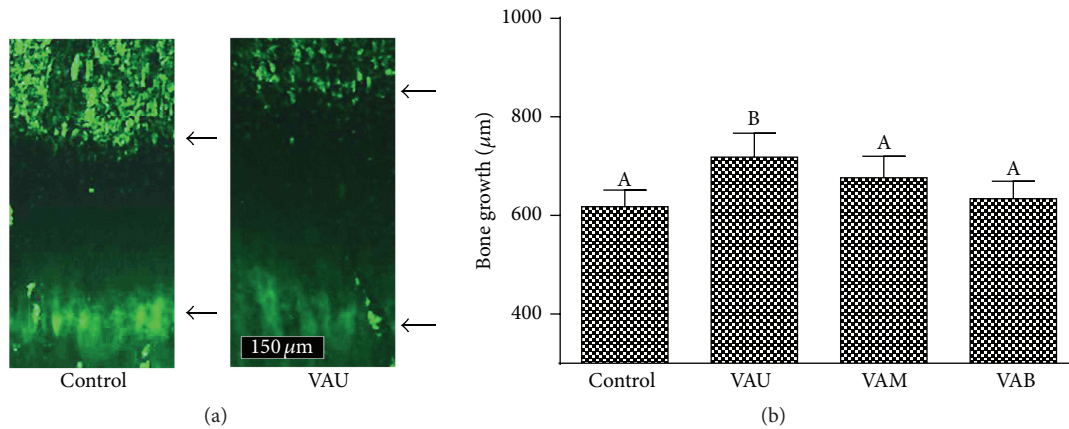 150 μm
Control
VAU
(a)
Bone growth (μm)
1000
800
600
400
A
B
A
A
Control
VAU
VAM
VAB
(b)